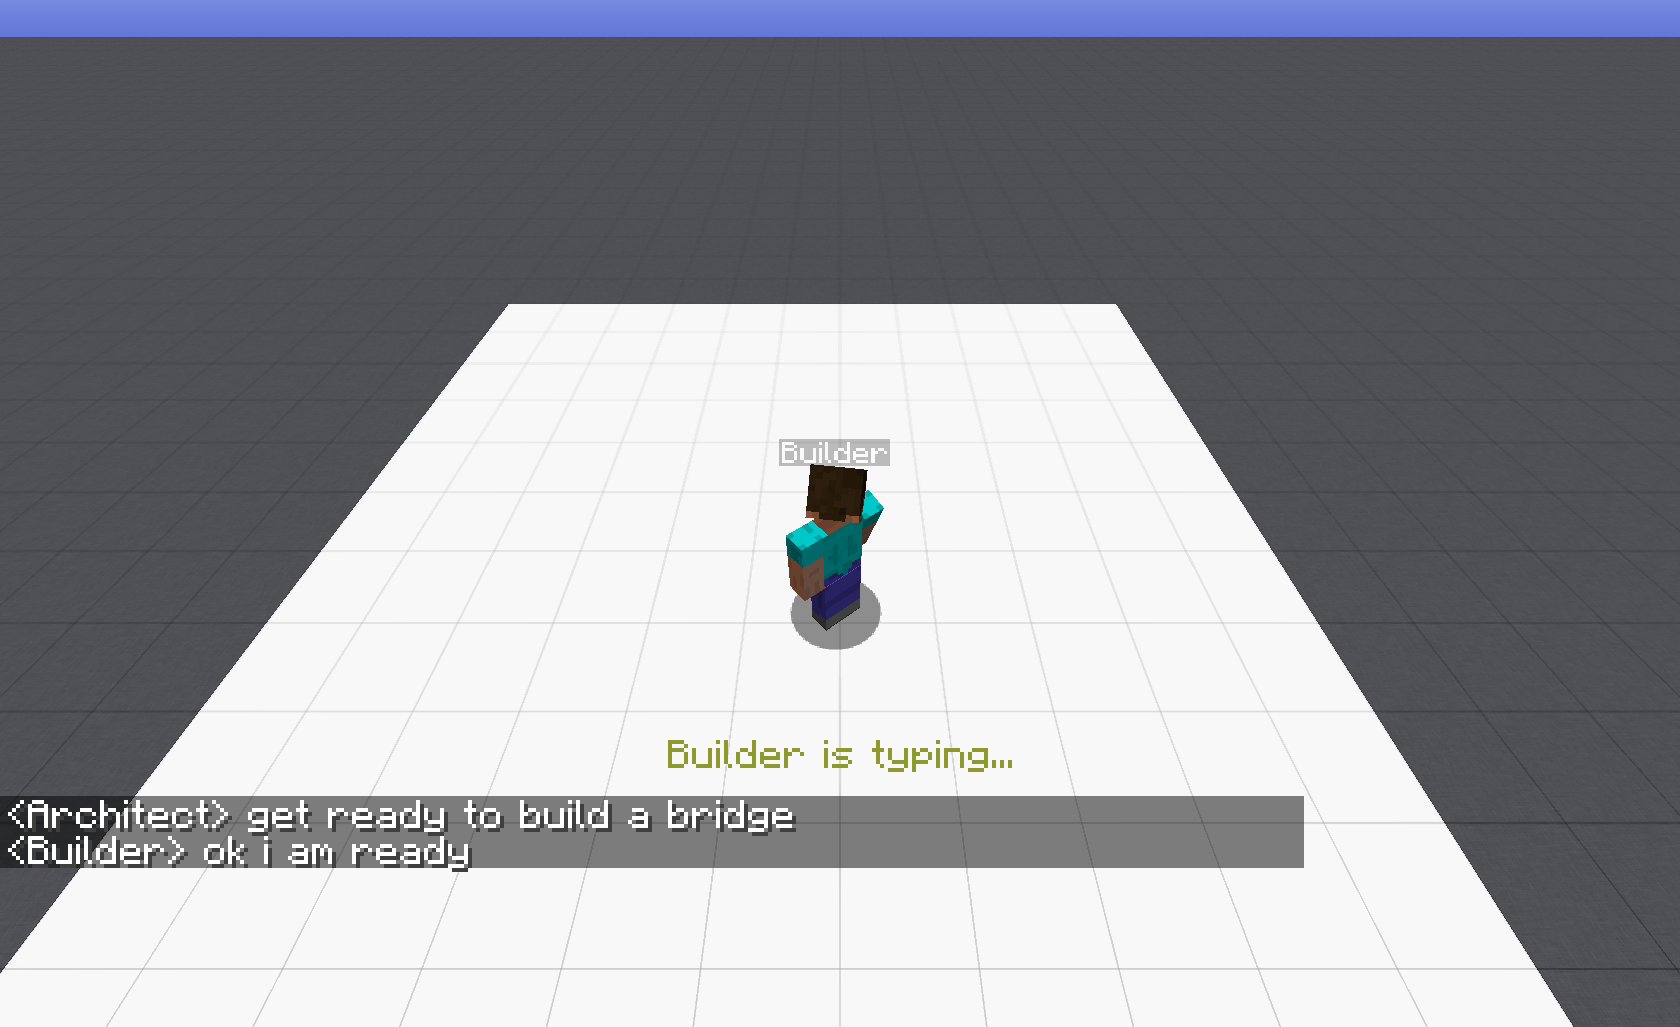 Builder
Builder is typing...
<Architect> get ready to build a bridge
<Builder> ok i am ready